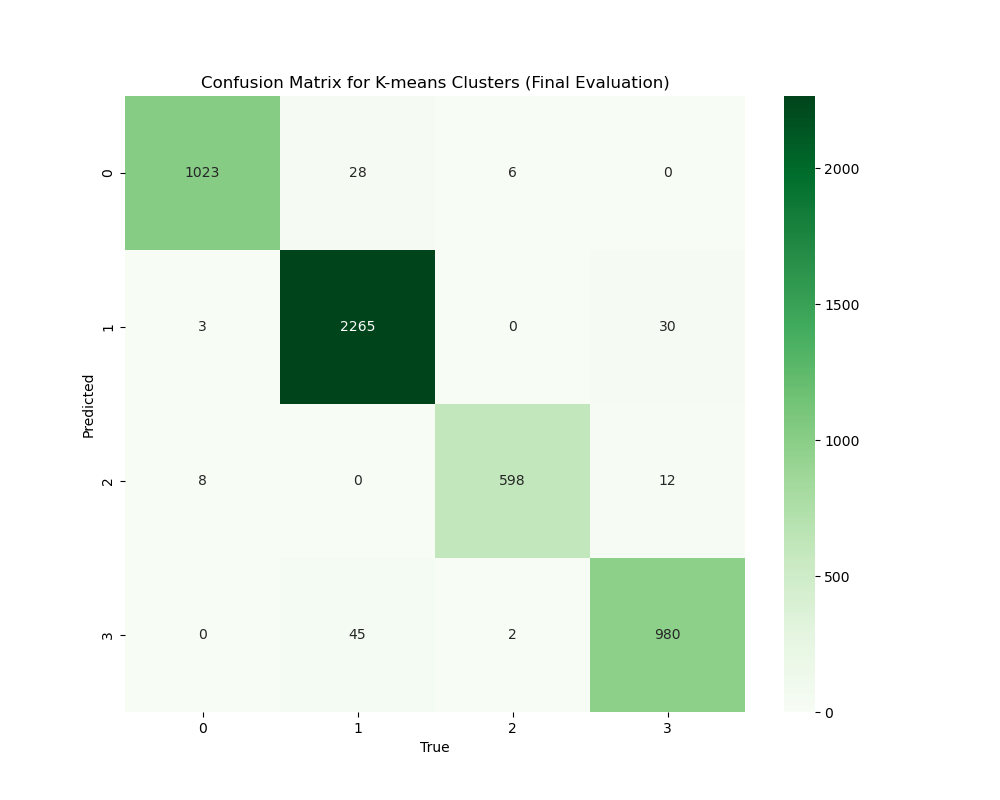 Confusion Matrix for K-means Clusters (Final Evaluation)
Predicted
0
1023 28 6 0
1
3 2265 0 30
2
8 0 598 12
3
0 45 2 980
0 1 2 3
True
2000
1500
1000
500
0